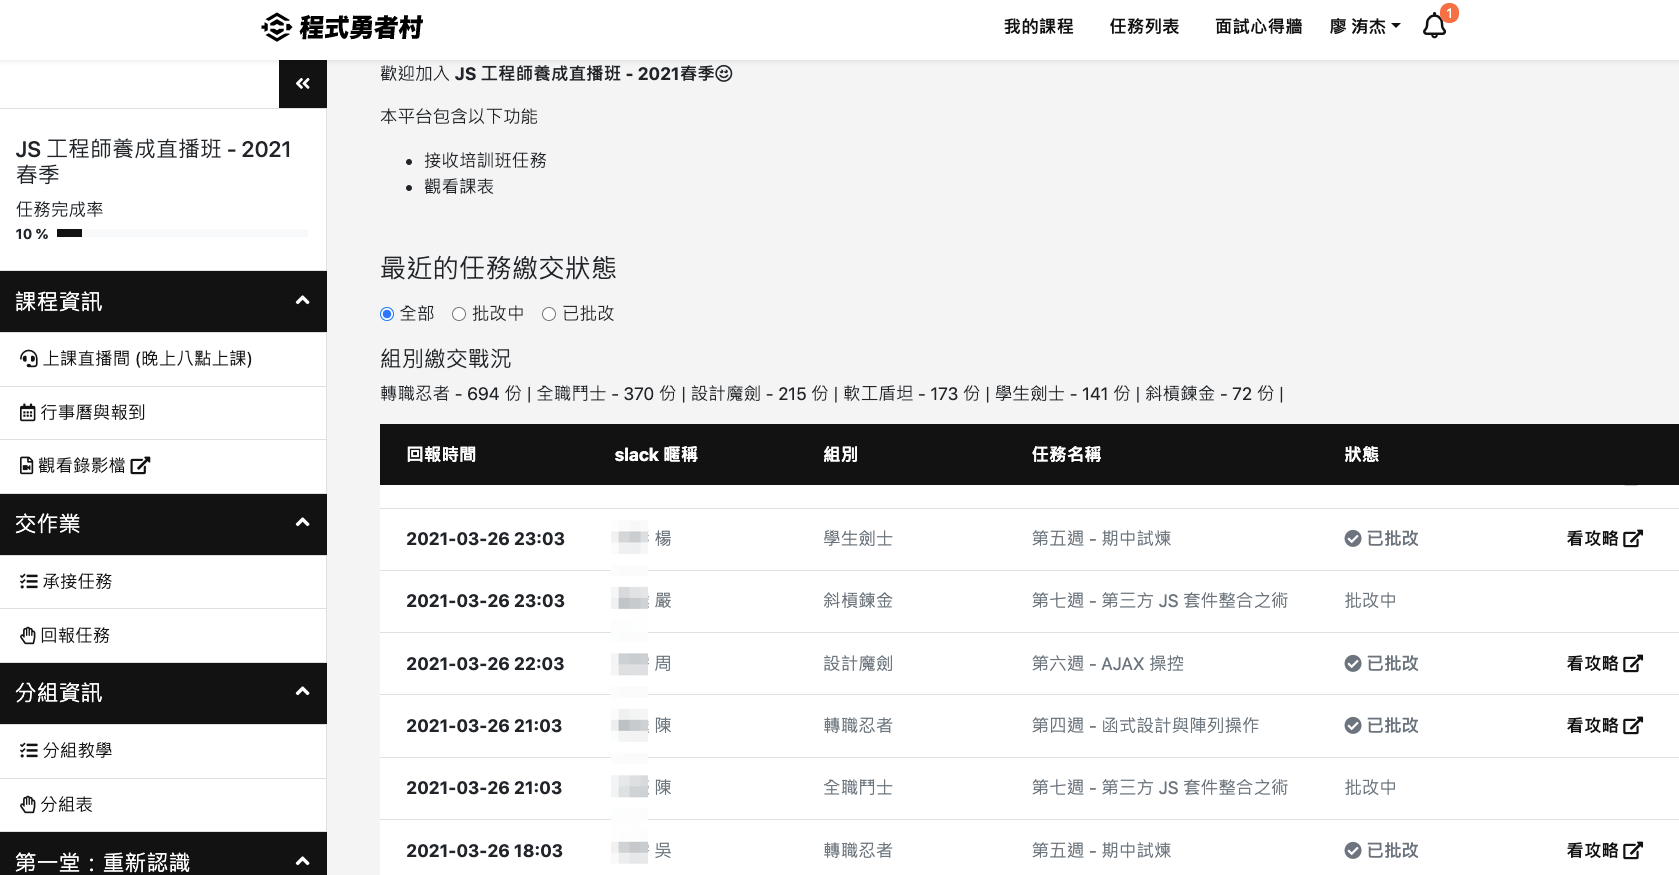 程式勇者村
我的課程 任務列表 面試心得牆 廖 洧杰 1
JS 工程師養成直播班 - 2021
春季
任務完成率
10 %
課程資訊
上課直播間 (晚上八點上課)
行事曆與報到
觀看錄影檔
交作業
承接任務
回報任務
分組資訊
分組教學
分組表
第一堂：重新認識
歡迎加入 JS 工程師養成直播班 - 2021春季
本平台包含以下功能
接收培訓班任務
觀看課表
最近的任務繳交狀態
全部 批改中 已批改
組別繳交戰況
轉職忍者 - 694 份 | 全職鬥士 - 370 份 | 設計魔劍 - 215 份 | 軟工盾坦 - 173 份 | 學生劍士 - 141 份 | 斜槓鍊金 - 72 份 |
回報時間 slack 暱稱 組別 任務名稱 狀態
2021-03-26 23:03 楊 學生劍士 第五週 - 期中試煉 已批改 看攻略
2021-03-26 23:03 嚴 斜槓鍊金 第七週 - 第三方 JS 套件整合之術 批改中
2021-03-26 22:03 周 設計魔劍 第六週 - AJAX 操控 已批改 看攻略
2021-03-26 21:03 陳 轉職忍者 第四週 - 函式設計與陣列操作 已批改 看攻略
2021-03-26 21:03 陳 全職鬥士 第七週 - 第三方 JS 套件整合之術 批改中
2021-03-26 18:03 吳 轉職忍者 第五週 - 期中試煉 已批改 看攻略